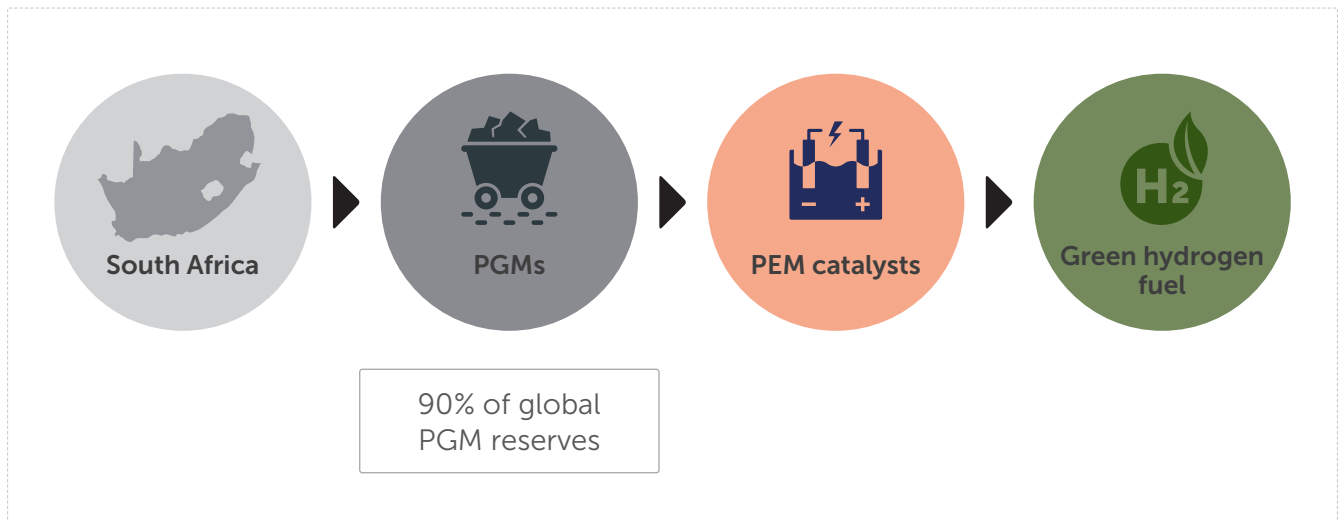 South Africa
PGMs
− +
PEM catalysts
H2
Green hydrogen
fuel
90% of global
PGM reserves